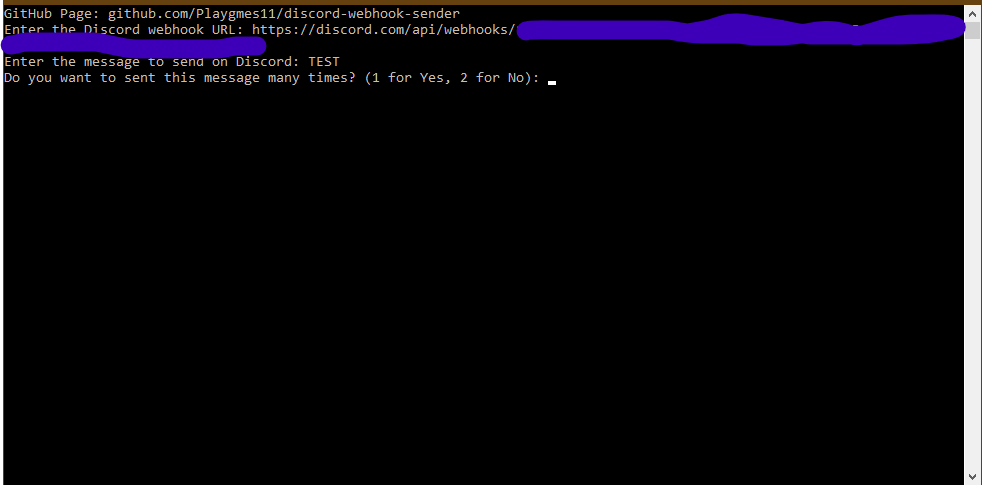 GitHub Page: github.com/Playgmes11/discord-webhook-sender
Enter the Discord webhook URL: https://discord.com/api/webhooks/
Enter the message to send on Discord: TEST
Do you want to sent this message many times? (1 for Yes, 2 for No):